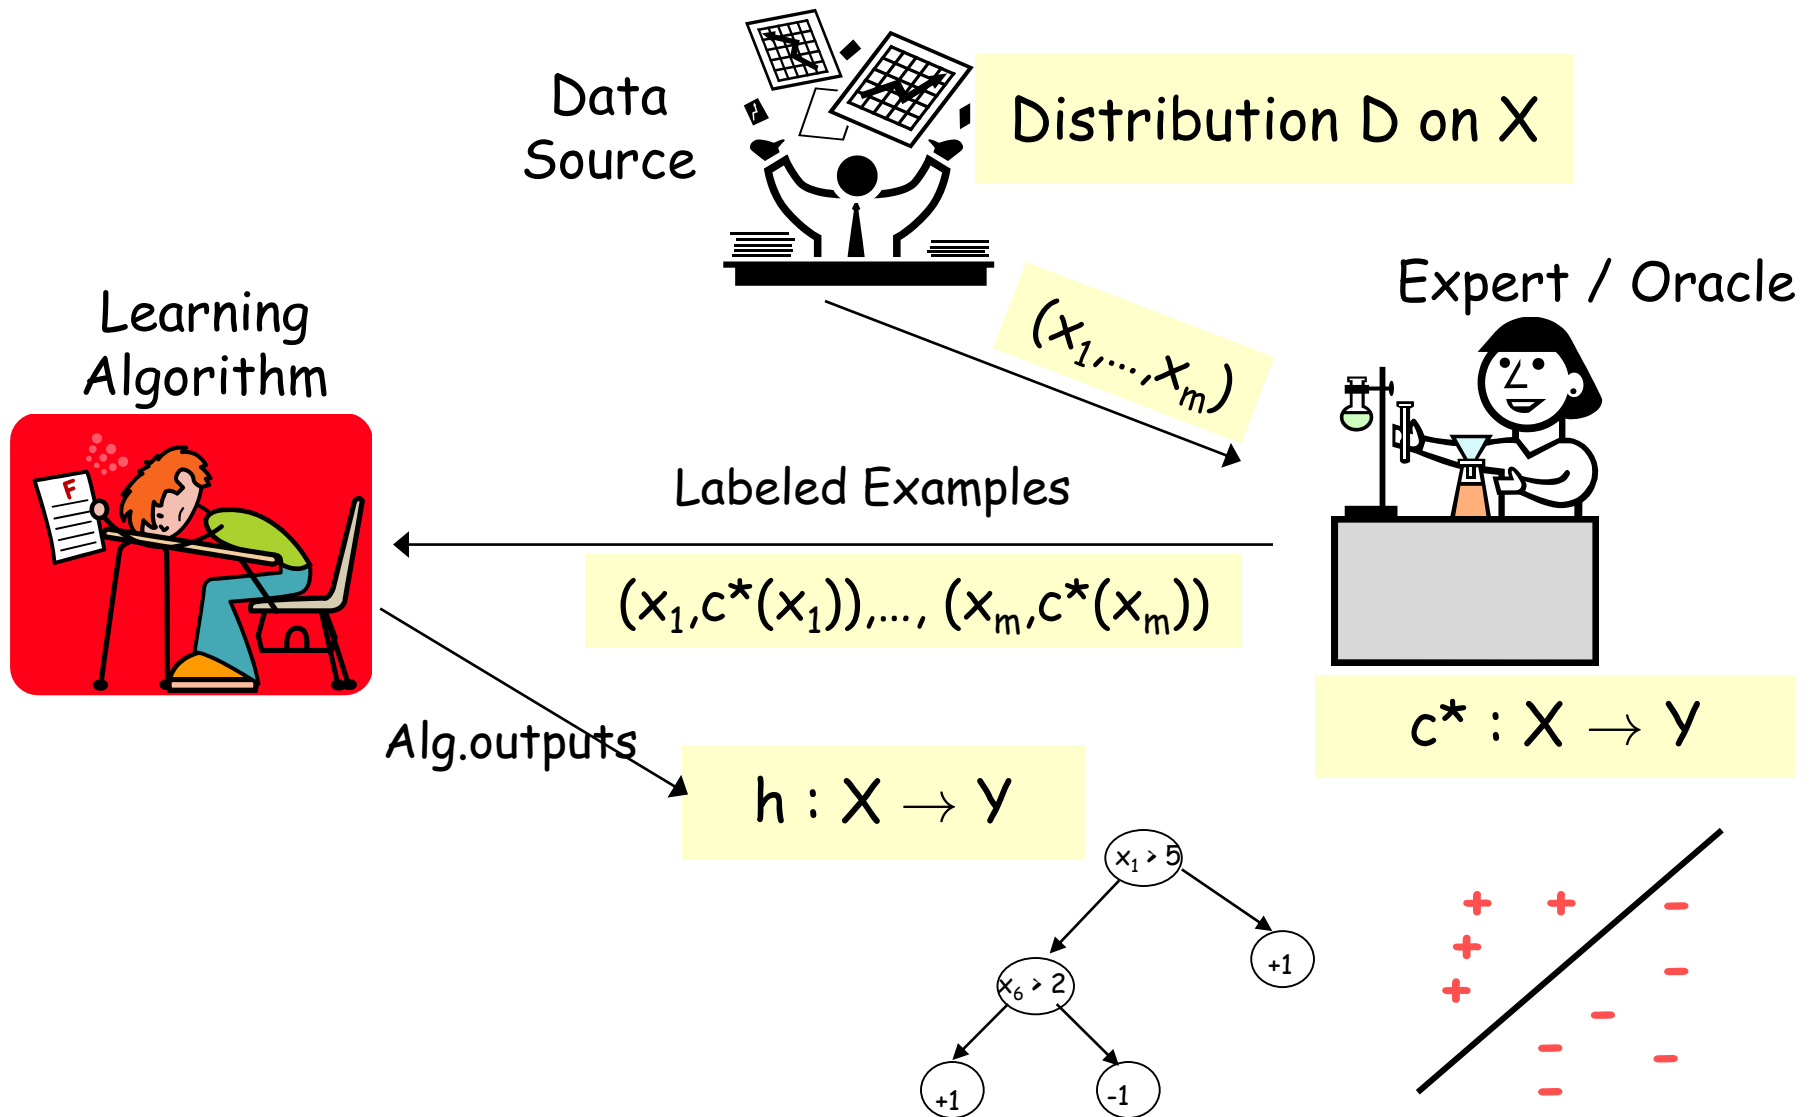 Data
Source
Distribution D on X
Expert / Oracle
(x₁,...,xₘ)
Learning
Algorithm
F
Labeled Examples
(x₁,c*(x₁)),..., (xₘ,c*(xₘ))
c* : X → Y
Alg.outputs
h : X → Y
x₁ > 5
+1
x₆ > 2
+1
-1
+ + -
+
-
+
-
-
-
-